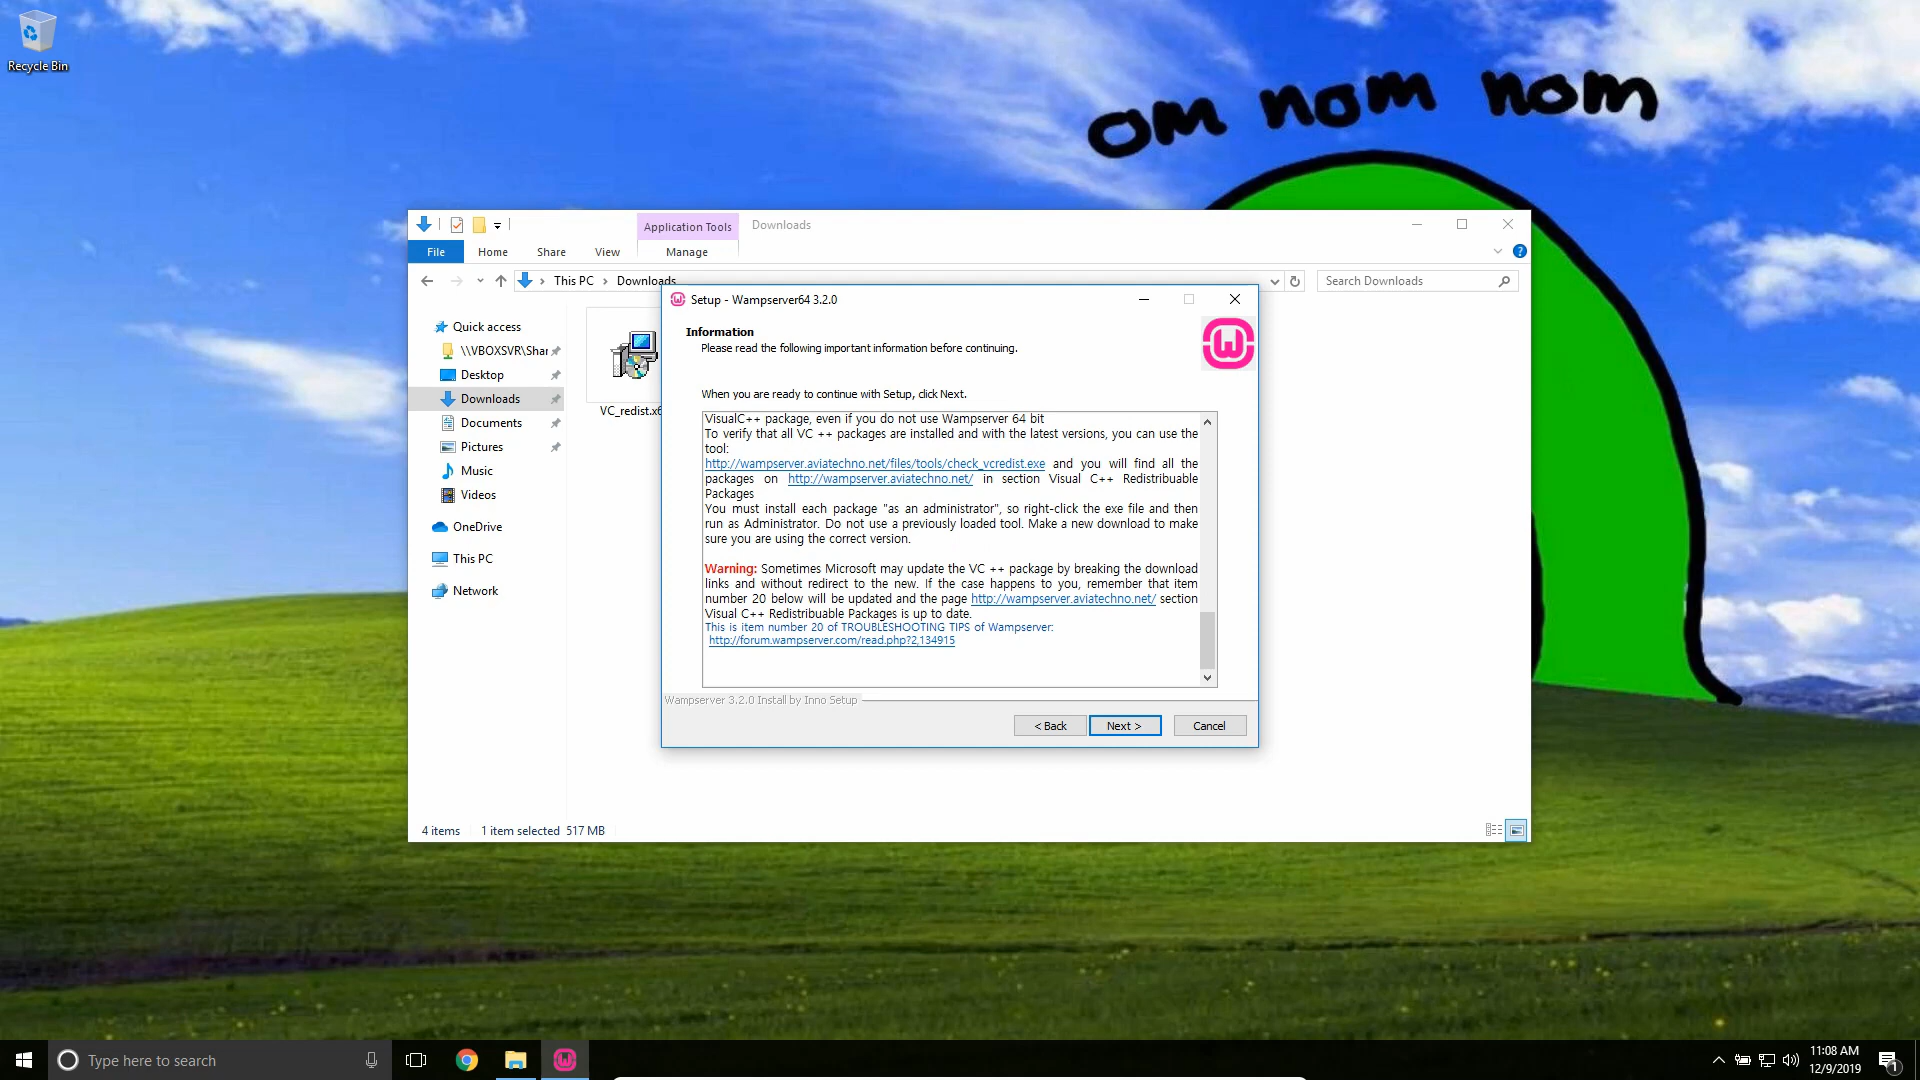 Recycle Bin
om nom nom
Application Tools
Downloads
File
Home
Share
View
Manage
This PC
Downloads
Search Downloads
Quick access
\\VBOXSVR\Shar
Desktop
Downloads
Documents
Pictures
Music
Videos
OneDrive
This PC
Network
VC_redist.x6
4 items
1 item selected 517 MB
Setup - Wampserver64 3.2.0
Information
Please read the following important information before continuing.
When you are ready to continue with Setup, click Next.
VisualC++ package, even if you do not use Wampserver 64 bit
To verify that all VC ++ packages are installed and with the latest versions, you can use the
tool:
http://wampserver.aviatechno.net/files/tools/check_vcredist.exe and you will find all the
packages on http://wampserver.aviatechno.net/ in section Visual C++ Redistribuable
Packages
You must install each package "as an administrator", so right-click the exe file and then
run as Administrator. Do not use a previously loaded tool. Make a new download to make
sure you are using the correct version.
Warning: Sometimes Microsoft may update the VC ++ package by breaking the download
links and without redirect to the new. If the case happens to you, remember that item
number 20 below will be updated and the page http://wampserver.aviatechno.net/ section
Visual C++ Redistribuable Packages is up to date.
This is item number 20 of TROUBLESHOOTING TIPS of Wampserver:
http://forum.wampserver.com/read.php?2,134915
Wampserver 3.2.0 Install by Inno Setup
< Back
Next >
Cancel
Type here to search
11:08 AM
12/9/2019
1